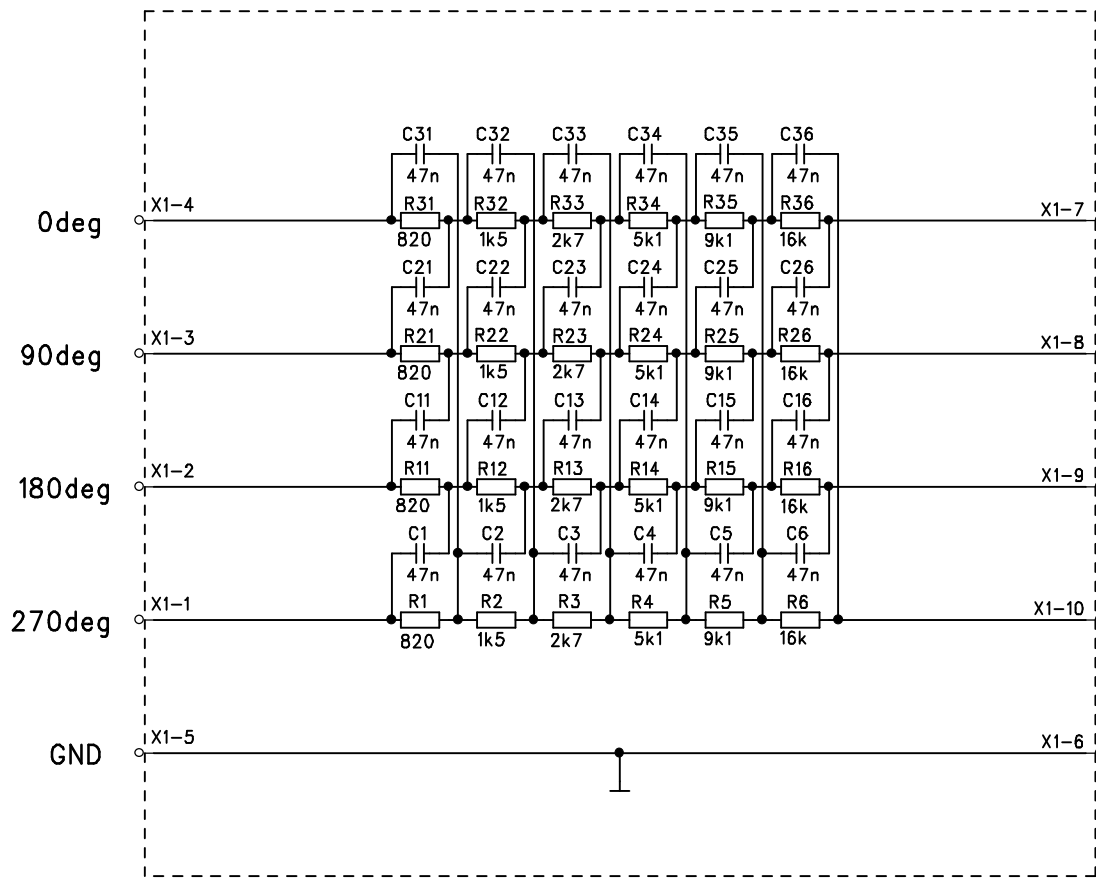 C31 C32 C33 C34 C35 C36
47n 47n 47n 47n 47n 47n
0deg X1-4 R31 R32 R33 R34 R35 R36 X1-7
820 1k5 2k7 5k1 9k1 16k
C21 C22 C23 C24 C25 C26
47n 47n 47n 47n 47n 47n
90deg X1-3 R21 R22 R23 R24 R25 R26 X1-8
820 1k5 2k7 5k1 9k1 16k
C11 C12 C13 C14 C15 C16
47n 47n 47n 47n 47n 47n
180deg X1-2 R11 R12 R13 R14 R15 R16 X1-9
820 1k5 2k7 5k1 9k1 16k
C1 C2 C3 C4 C5 C6
47n 47n 47n 47n 47n 47n
270deg X1-1 R1 R2 R3 R4 R5 R6 X1-10
820 1k5 2k7 5k1 9k1 16k
GND X1-5 X1-6